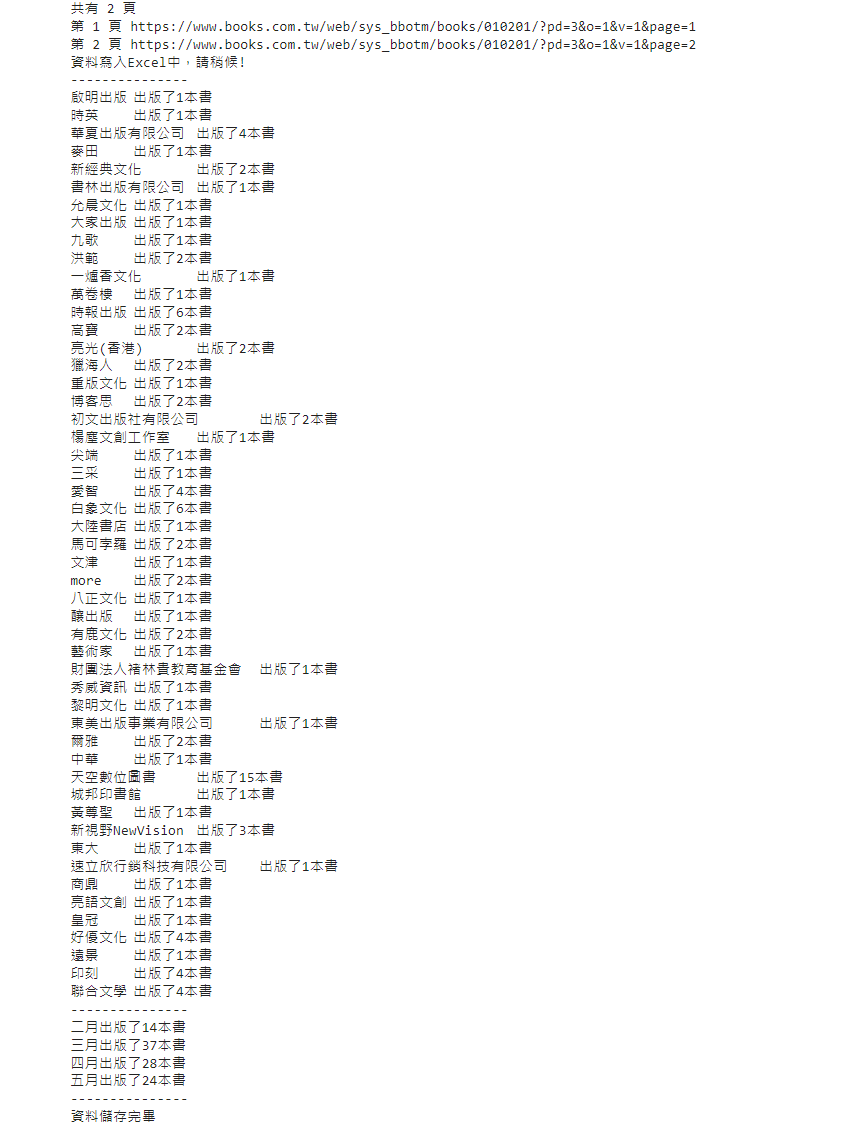 共有 2 頁
第 1 頁 https://www.books.com.tw/web/sys_bbotm/books/010201/?pd=3&o=1&v=1&page=1
第 2 頁 https://www.books.com.tw/web/sys_bbotm/books/010201/?pd=3&o=1&v=1&page=2
資料寫入Excel中，請稍候!
---------------
啟明出版 出版了1本書
時英 出版了1本書
華夏出版有限公司 出版了4本書
麥田 出版了1本書
新經典文化 出版了2本書
書林出版有限公司 出版了1本書
允晨文化 出版了1本書
大家出版 出版了1本書
九歌 出版了1本書
洪範 出版了2本書
一爐香文化 出版了1本書
萬卷樓 出版了1本書
時報出版 出版了6本書
高寶 出版了2本書
亮光(香港) 出版了2本書
獵海人 出版了2本書
重版文化 出版了1本書
博客思 出版了2本書
初文出版社有限公司 出版了2本書
楊塵文創工作室 出版了1本書
尖端 出版了1本書
三采 出版了1本書
愛智 出版了4本書
白象文化 出版了6本書
大陸書店 出版了1本書
馬可孛羅 出版了2本書
文津 出版了1本書
more 出版了2本書
八正文化 出版了1本書
釀出版 出版了1本書
有鹿文化 出版了2本書
藝術家 出版了1本書
財團法人褚林貴教育基金會 出版了1本書
秀威資訊 出版了1本書
黎明文化 出版了1本書
東美出版事業有限公司 出版了1本書
爾雅 出版了2本書
中華 出版了1本書
天空數位圖書 出版了15本書
城邦印書館 出版了1本書
黃尊聖 出版了1本書
新視野NewVision 出版了3本書
東大 出版了1本書
速立欣行銷科技有限公司 出版了1本書
商鼎 出版了1本書
亮語文創 出版了1本書
皇冠 出版了1本書
好優文化 出版了4本書
遠景 出版了1本書
印刻 出版了4本書
聯合文學 出版了4本書
---------------
二月出版了14本書
三月出版了37本書
四月出版了28本書
五月出版了24本書
---------------
資料儲存完畢